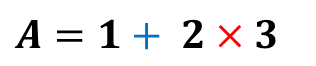 A = 1 + 2 × 3